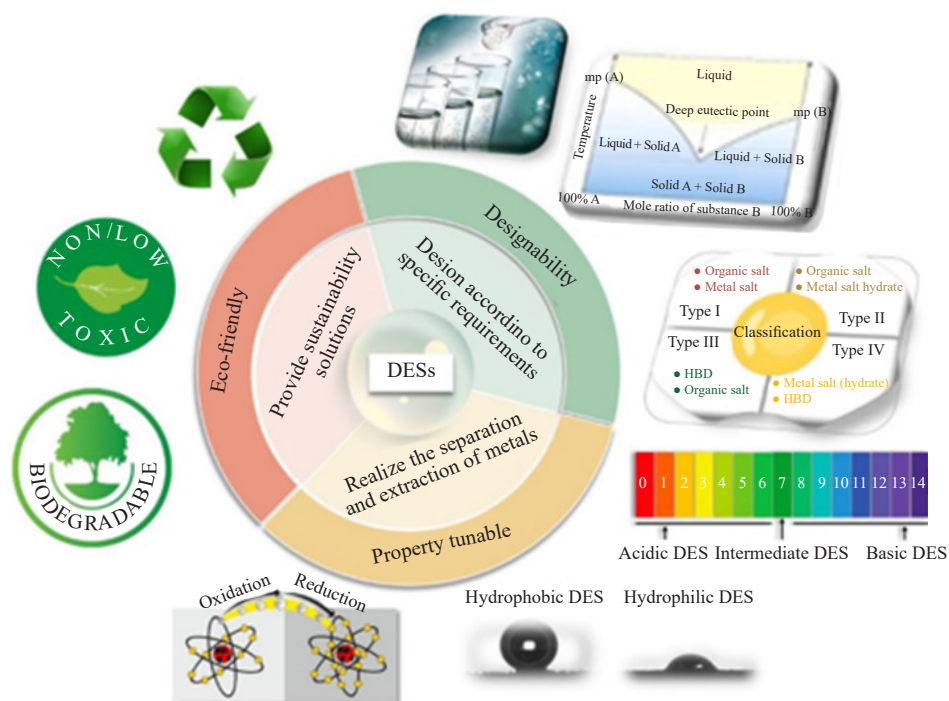 mp (A)
Liquid
Deep eutectic point
mp (B)
Temperature
Liquid + Solid A
Liquid + Solid B
Solid A + Solid B
100% A
Mole ratio of substance B
100% B
NON/LOW
TOXIC
BIODEGRADABLE
Eco-friendly
Provide sustainability
solutions
Designability
Desion accordino to
specific requirements
DESs
Realize the separation
and extraction of metals
Property tunable
● Organic salt
● Metal salt
● Organic salt
● Metal salt hydrate
Type I
Type II
Classification
Type III
Type IV
● HBD
● Organic salt
● Metal salt (hydrate)
● HBD
0 1 2 3 4 5 6 7 8 9 10 11 12 13 14
Acidic DES
Intermediate DES
Basic DES
Oxidation
Reduction
Hydrophobic DES
Hydrophilic DES